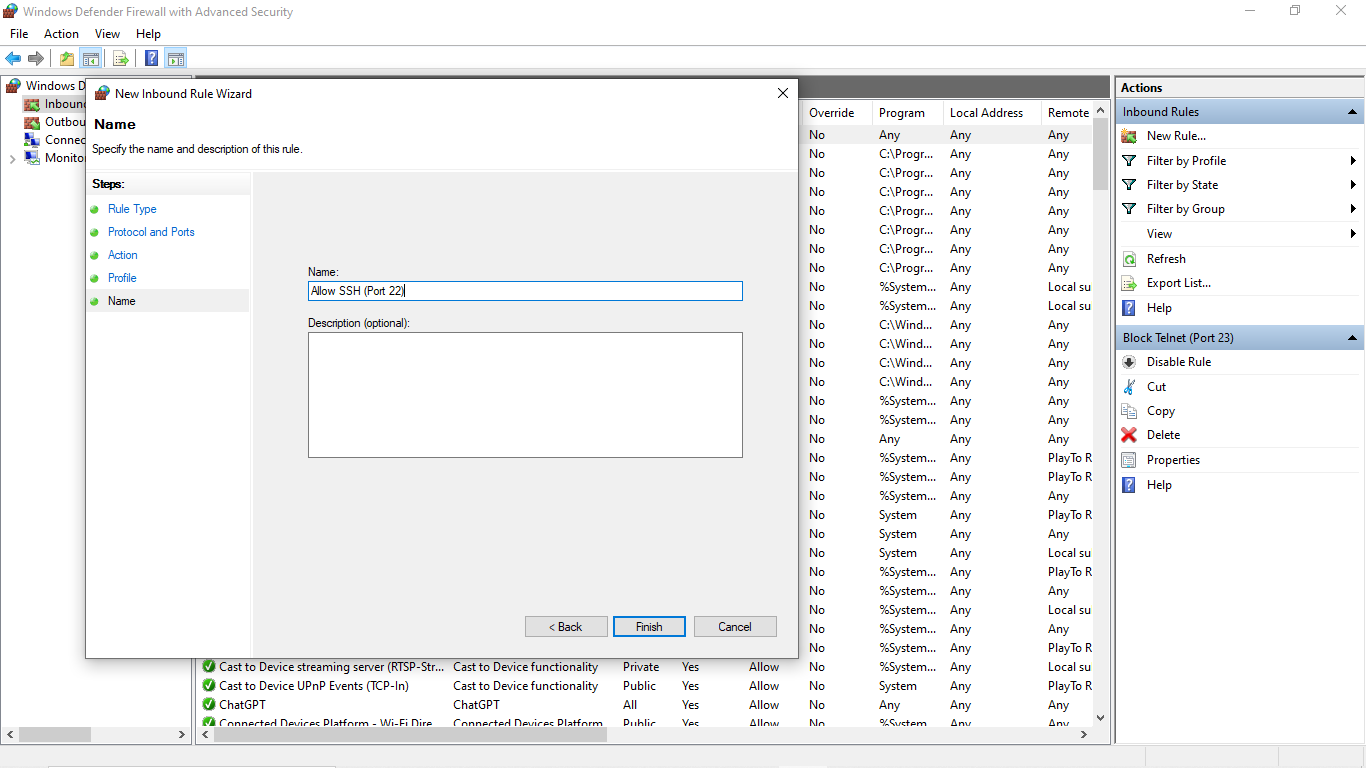 Windows Defender Firewall with Advanced Security
File Action View Help
Windows D
Inboun
Outbou
Connec
Monito
New Inbound Rule Wizard
Name
Specify the name and description of this rule.
Steps:
Rule Type
Protocol and Ports
Action
Profile
Name
Name:
Allow SSH (Port 22)
Description (optional):
< Back Finish Cancel
Override Program Local Address Remote
No Any Any Any
No C:\Progr... Any Any
No C:\Progr... Any Any
No C:\Progr... Any Any
No C:\Progr... Any Any
No C:\Progr... Any Any
No C:\Progr... Any Any
No C:\Progr... Any Any
No %System... Any Local su
No %System... Any Local su
No C:\Wind... Any Any
No C:\Wind... Any Any
No C:\Wind... Any Any
No C:\Wind... Any Any
No %System... Any Any
No %System... Any Any
No Any Any Any
No %System... Any PlayTo R
No %System... Any PlayTo R
No %System... Any Any
No System Any PlayTo R
No System Any Any
No System Any Local su
No %System... Any PlayTo R
No %System... Any Any
No %System... Any Local su
No %System... Any Any
No %System... Any PlayTo R
Cast to Device streaming server (RTSP-Str... Cast to Device functionality Private Yes Allow No %System... Any Local su
Cast to Device UPnP Events (TCP-In) Cast to Device functionality Public Yes Allow No System Any PlayTo R
ChatGPT ChatGPT All Yes Allow No Any Any Any
Connected Devices Platform - Wi-Fi Dire Connected Devices Platform Public Yes Allow No %System Any Any
Actions
Inbound Rules
New Rule...
Filter by Profile
Filter by State
Filter by Group
View
Refresh
Export List...
Help
Block Telnet (Port 23)
Disable Rule
Cut
Copy
Delete
Properties
Help